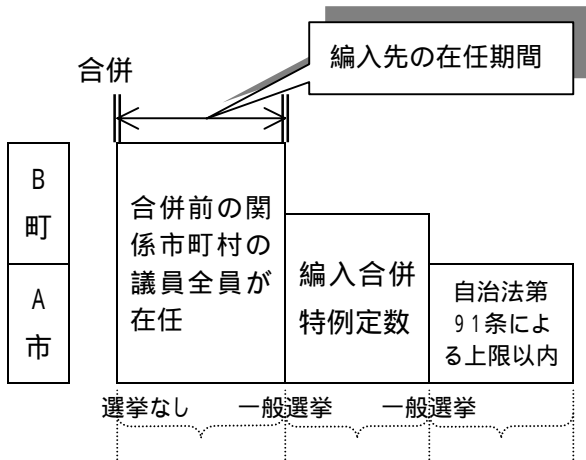 編入先の在任期間
合併
B
町
A
市
合併前の関
係市町村の
議員全員が
在任
編入合併
特例定数
自治法第
91条によ
る上限以内
選挙なし
一般選挙
一般選挙